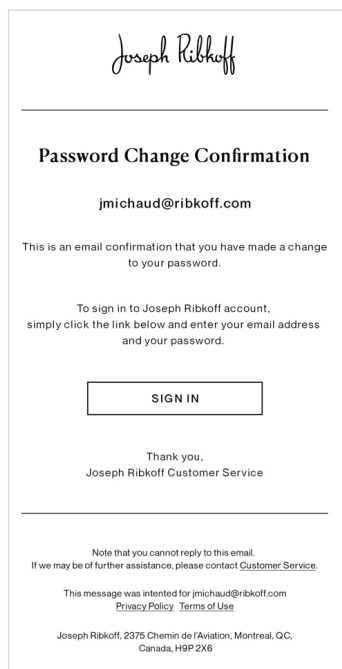 Joseph Ribkoff
Password Change Confirmation
jmichaud@ribkoff.com
This is an email confirmation that you have made a change
to your password.
To sign in to Joseph Ribkoff account,
simply click the link below and enter your email address
and your password.
SIGN IN
Thank you,
Joseph Ribkoff Customer Service
Note that you cannot reply to this email.
If we may be of further assistance, please contact Customer Service.
This message was intented for jmichaud@ribkoff.com
Privacy Policy Terms of Use
Joseph Ribkoff, 2375 Chemin de l'Aviation, Montreal, QC,
Canada, H9P 2X6